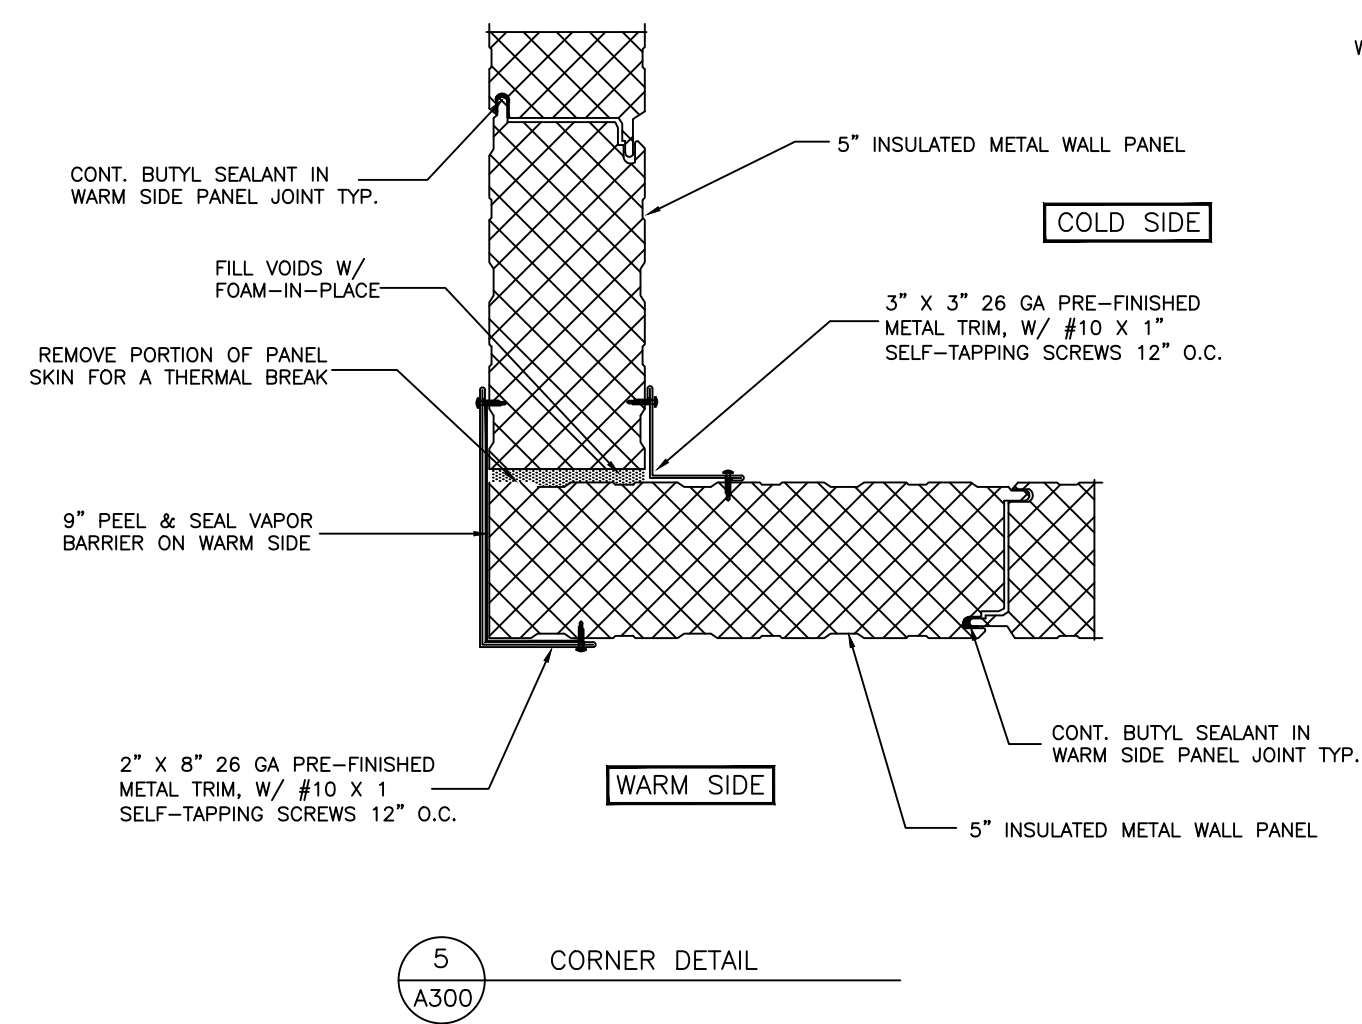 W
CONT. BUTYL SEALANT IN
WARM SIDE PANEL JOINT TYP.
5” INSULATED METAL WALL PANEL
COLD SIDE
FILL VOIDS W/
FOAM-IN-PLACE
3” X 3” 26 GA PRE-FINISHED
METAL TRIM, W/ #10 X 1”
SELF-TAPPING SCREWS 12” O.C.
REMOVE PORTION OF PANEL
SKIN FOR A THERMAL BREAK
9” PEEL & SEAL VAPOR
BARRIER ON WARM SIDE
CONT. BUTYL SEALANT IN
WARM SIDE PANEL JOINT TYP.
2” X 8” 26 GA PRE-FINISHED
METAL TRIM, W/ #10 X 1
SELF-TAPPING SCREWS 12” O.C.
WARM SIDE
5” INSULATED METAL WALL PANEL
5
A300
CORNER DETAIL